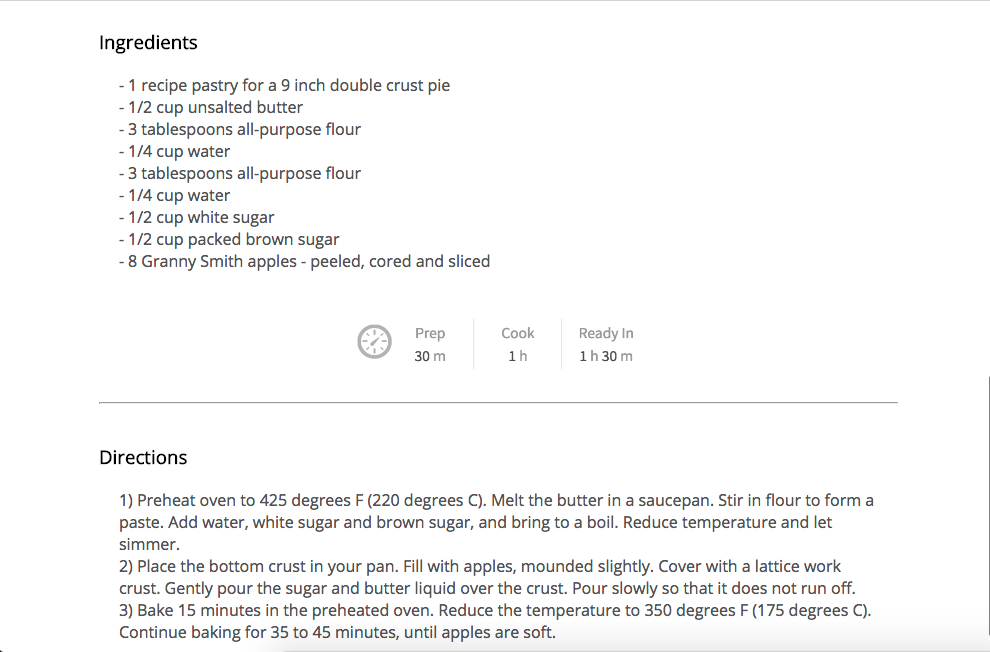 Ingredients
- 1 recipe pastry for a 9 inch double crust pie
- 1/2 cup unsalted butter
- 3 tablespoons all-purpose flour
- 1/4 cup water
- 3 tablespoons all-purpose flour
- 1/4 cup water
- 1/2 cup white sugar
- 1/2 cup packed brown sugar
- 8 Granny Smith apples - peeled, cored and sliced
Prep Cook Ready In
30 m 1 h 1 h 30 m
Directions
1) Preheat oven to 425 degrees F (220 degrees C). Melt the butter in a saucepan. Stir in flour to form a
paste. Add water, white sugar and brown sugar, and bring to a boil. Reduce temperature and let
simmer.
2) Place the bottom crust in your pan. Fill with apples, mounded slightly. Cover with a lattice work
crust. Gently pour the sugar and butter liquid over the crust. Pour slowly so that it does not run off.
3) Bake 15 minutes in the preheated oven. Reduce the temperature to 350 degrees F (175 degrees C).
Continue baking for 35 to 45 minutes, until apples are soft.